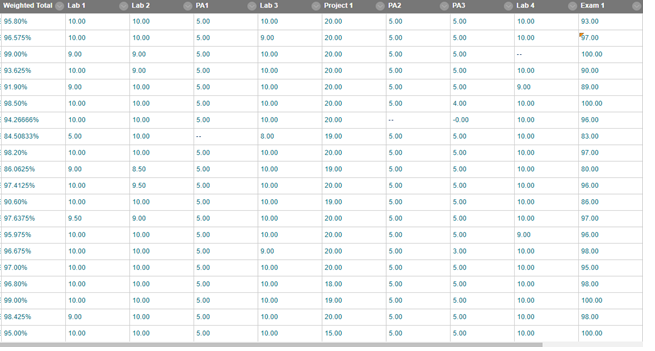 Weighted Total Lab 1 Lab 2 PA1 Lab 3 Project 1 PA2 PA3 Lab 4 Exam 1
95.80% 10.00 10.00 5.00 10.00 20.00 5.00 5.00 10.00 93.00
96.575% 10.00 10.00 5.00 9.00 20.00 5.00 5.00 10.00 97.00
99.00% 9.00 9.00 5.00 10.00 20.00 5.00 5.00 -- 100.00
93.625% 10.00 9.00 5.00 10.00 20.00 5.00 5.00 10.00 90.00
91.90% 9.00 10.00 5.00 10.00 20.00 5.00 5.00 9.00 89.00
98.50% 10.00 10.00 5.00 10.00 20.00 5.00 4.00 10.00 100.00
94.26666% 10.00 10.00 5.00 10.00 20.00 -- -0.00 10.00 96.00
84.50833% 5.00 10.00 -- 8.00 19.00 5.00 5.00 10.00 83.00
98.20% 10.00 10.00 5.00 10.00 20.00 5.00 5.00 10.00 97.00
86.0625% 9.00 8.50 5.00 10.00 19.00 5.00 5.00 10.00 80.00
97.4125% 10.00 9.50 5.00 10.00 20.00 5.00 5.00 10.00 96.00
90.60% 10.00 10.00 5.00 10.00 19.00 5.00 5.00 10.00 86.00
97.6375% 9.50 9.00 5.00 10.00 20.00 5.00 5.00 10.00 97.00
95.975% 10.00 10.00 5.00 10.00 20.00 5.00 5.00 9.00 96.00
96.675% 10.00 10.00 5.00 9.00 20.00 5.00 3.00 10.00 98.00
97.00% 10.00 10.00 5.00 10.00 20.00 5.00 5.00 10.00 95.00
96.80% 10.00 10.00 5.00 10.00 18.00 5.00 5.00 10.00 98.00
99.00% 10.00 10.00 5.00 10.00 19.00 5.00 5.00 10.00 100.00
98.425% 9.00 10.00 5.00 10.00 20.00 5.00 5.00 10.00 98.00
95.00% 10.00 10.00 5.00 10.00 15.00 5.00 5.00 10.00 100.00